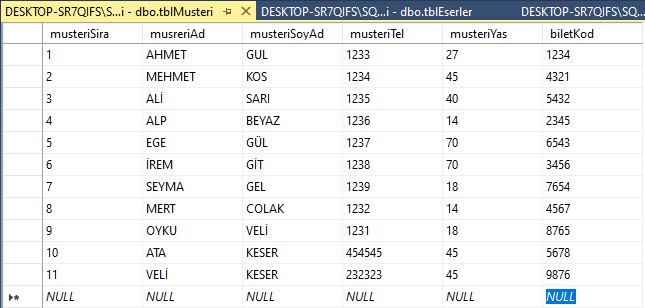 DESKTOP-SR7QIFS\S...i - dbo.tblMusteri DESKTOP-SR7QIFS\SQ...i - dbo.tblEserler DESKTOP-SR7QIFS\SQ
musteriSira musreriAd musteriSoyAd musteriTel musteriYas biletKod
1 AHMET GUL 1233 27 1234
2 MEHMET KOS 1234 45 4321
3 ALİ SARI 1235 40 5432
4 ALP BEYAZ 1236 14 2345
5 EGE GÜL 1237 70 6543
6 İREM GİT 1238 70 3456
7 SEYMA GEL 1239 18 7654
8 MERT COLAK 1232 14 4567
9 OYKU VELİ 1231 18 8765
10 ATA KESER 454545 45 5678
11 VELİ KESER 232323 45 9876
NULL NULL NULL NULL NULL NULL